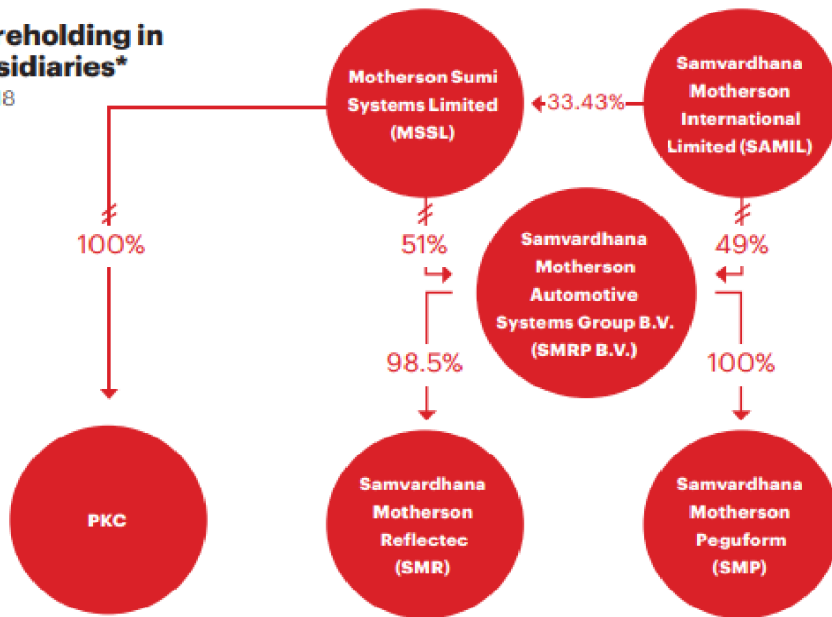 reholding in
sidiaries*
18
Motherson Sumi
Systems Limited
(MSSL)
33.43%
Samvardhana
Motherson
International
Limited (SAMIL)
100%
51%
49%
Samvardhana
Motherson
Automotive
Systems Group B.V.
(SMRP B.V.)
98.5%
100%
PKC
Samvardhana
Motherson
Reflectec
(SMR)
Samvardhana
Motherson
Peguform
(SMP)